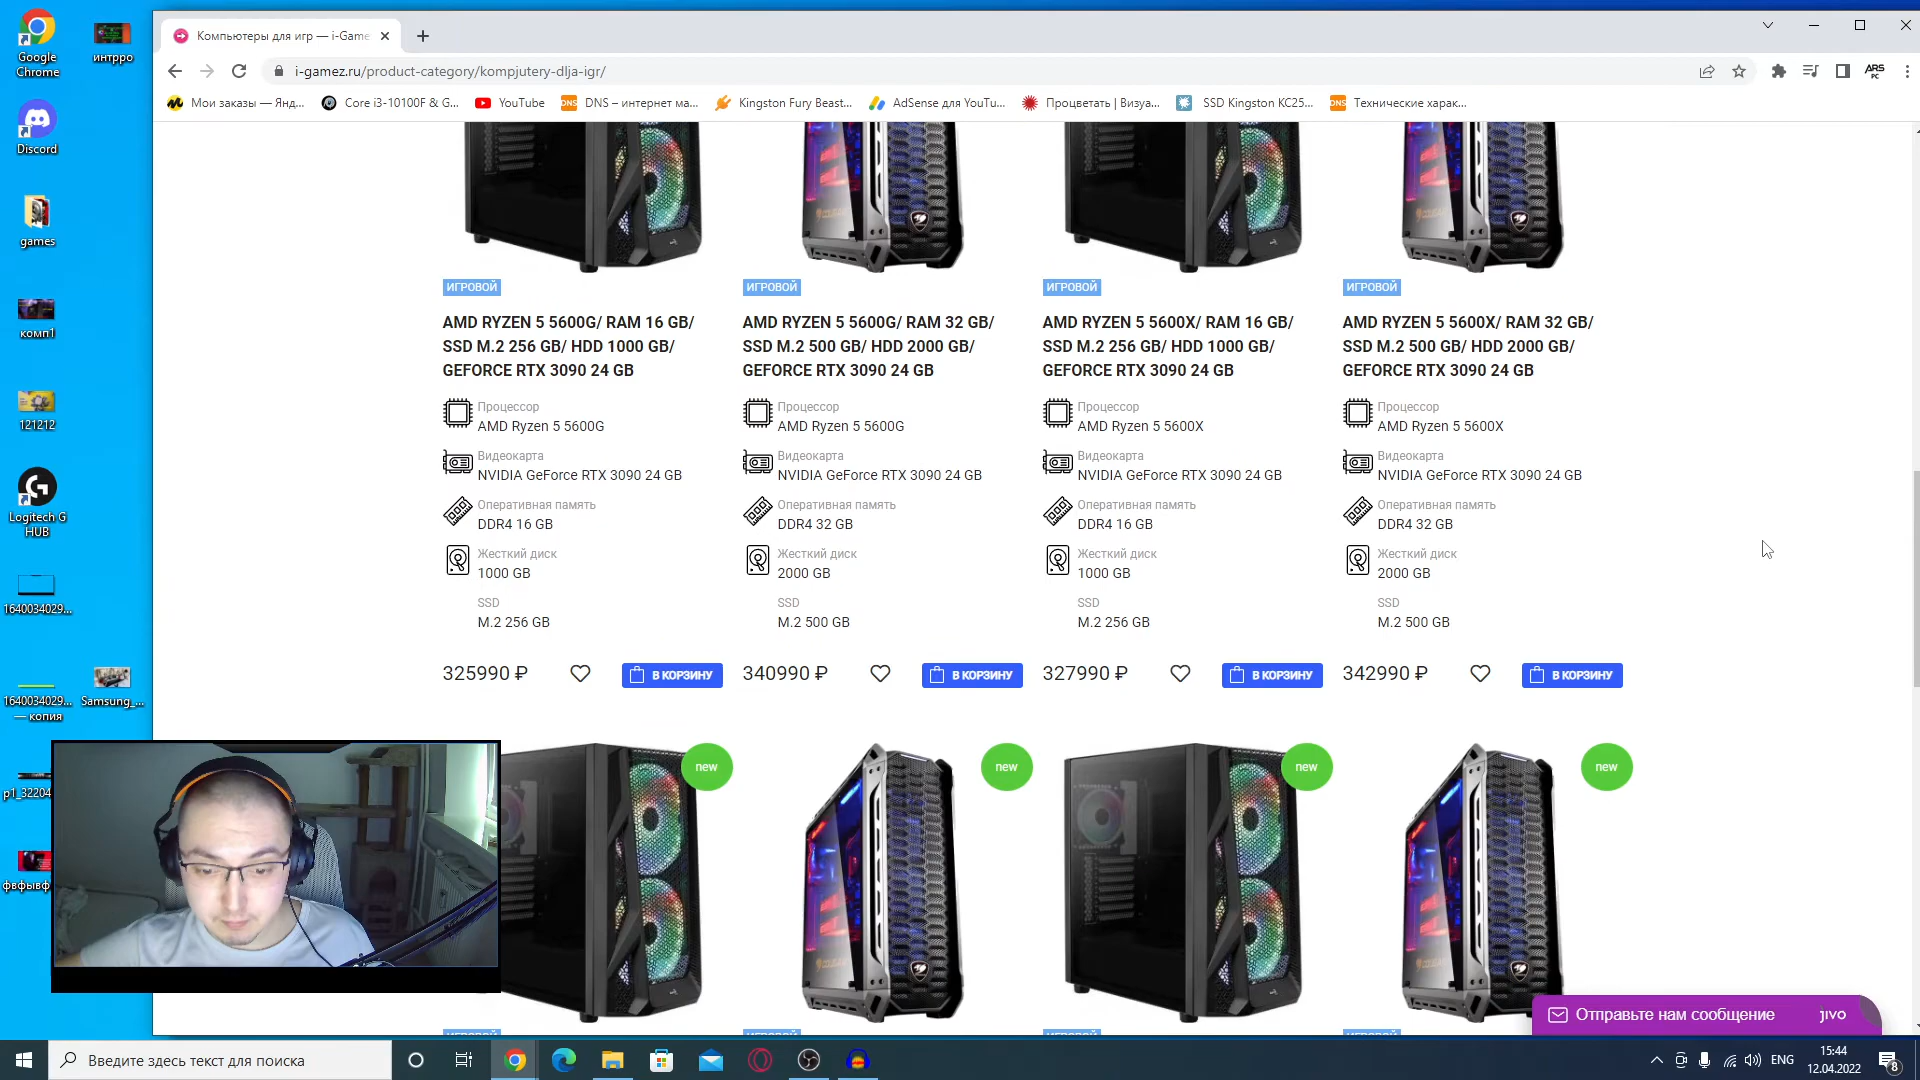 Google
Chrome
интрро
Discord
games
комп1
121212
Logitech G
HUB
1640034029...
1640034029...
— копия
Samsung_...
p1_32204
фвфывф
Компьютеры для игр — i-Game
i-gamez.ru/product-category/kompjutery-dlja-igr/
ARS
PC
Мои заказы — Янд...
Core i3-10100F & G...
YouTube
DNS
DNS – интернет ма...
Kingston Fury Beast...
AdSense для YouTu...
Процветать | Визуа...
SSD Kingston KC25...
DNS
Технические харак...
ИГРОВОЙ
AMD RYZEN 5 5600G/ RAM 16 GB/
SSD M.2 256 GB/ HDD 1000 GB/
GEFORCE RTX 3090 24 GB
Процессор
AMD Ryzen 5 5600G
Видеокарта
NVIDIA GeForce RTX 3090 24 GB
Оперативная память
DDR4 16 GB
Жесткий диск
1000 GB
SSD
M.2 256 GB
325990 ₽
В КОРЗИНУ
ИГРОВОЙ
AMD RYZEN 5 5600G/ RAM 32 GB/
SSD M.2 500 GB/ HDD 2000 GB/
GEFORCE RTX 3090 24 GB
Процессор
AMD Ryzen 5 5600G
Видеокарта
NVIDIA GeForce RTX 3090 24 GB
Оперативная память
DDR4 32 GB
Жесткий диск
2000 GB
SSD
M.2 500 GB
340990 ₽
В КОРЗИНУ
ИГРОВОЙ
AMD RYZEN 5 5600X/ RAM 16 GB/
SSD M.2 256 GB/ HDD 1000 GB/
GEFORCE RTX 3090 24 GB
Процессор
AMD Ryzen 5 5600X
Видеокарта
NVIDIA GeForce RTX 3090 24 GB
Оперативная память
DDR4 16 GB
Жесткий диск
1000 GB
SSD
M.2 256 GB
327990 ₽
В КОРЗИНУ
ИГРОВОЙ
AMD RYZEN 5 5600X/ RAM 32 GB/
SSD M.2 500 GB/ HDD 2000 GB/
GEFORCE RTX 3090 24 GB
Процессор
AMD Ryzen 5 5600X
Видеокарта
NVIDIA GeForce RTX 3090 24 GB
Оперативная память
DDR4 32 GB
Жесткий диск
2000 GB
SSD
M.2 500 GB
342990 ₽
В КОРЗИНУ
new
new
new
new
Отправьте нам сообщение
jivo
Введите здесь текст для поиска
ENG
15:44
12.04.2022
8